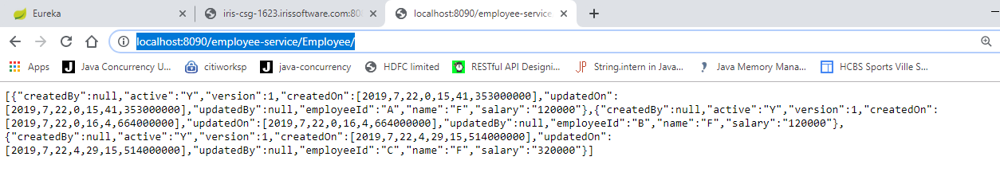 Eureka
iris-csg-1623.irissoftware.com:808
localhost:8090/employee-service
localhost:8090/employee-service/Employee/
Apps
Java Concurrency U...
citiworksp
java-concurrency
HDFC limited
RESTful API Designi...
String.intern in Java...
Java Memory Mana...
HCBS Sports Ville S...
[{"createdBy":null,"active":"Y","version":1,"createdOn":[2019,7,22,0,15,41,353000000],"updatedOn":
[2019,7,22,0,15,41,353000000],"updatedBy":null,"employeeId":"A","name":"F","salary":"120000"},{"createdBy":null,"active":"Y","version":1,"createdOn":
[2019,7,22,0,16,4,664000000],"updatedOn":[2019,7,22,0,16,4,664000000],"updatedBy":null,"employeeId":"B","name":"F","salary":"120000"},
{"createdBy":null,"active":"Y","version":1,"createdOn":[2019,7,22,4,29,15,514000000],"updatedOn":
[2019,7,22,4,29,15,514000000],"updatedBy":null,"employeeId":"C","name":"F","salary":"320000"}]